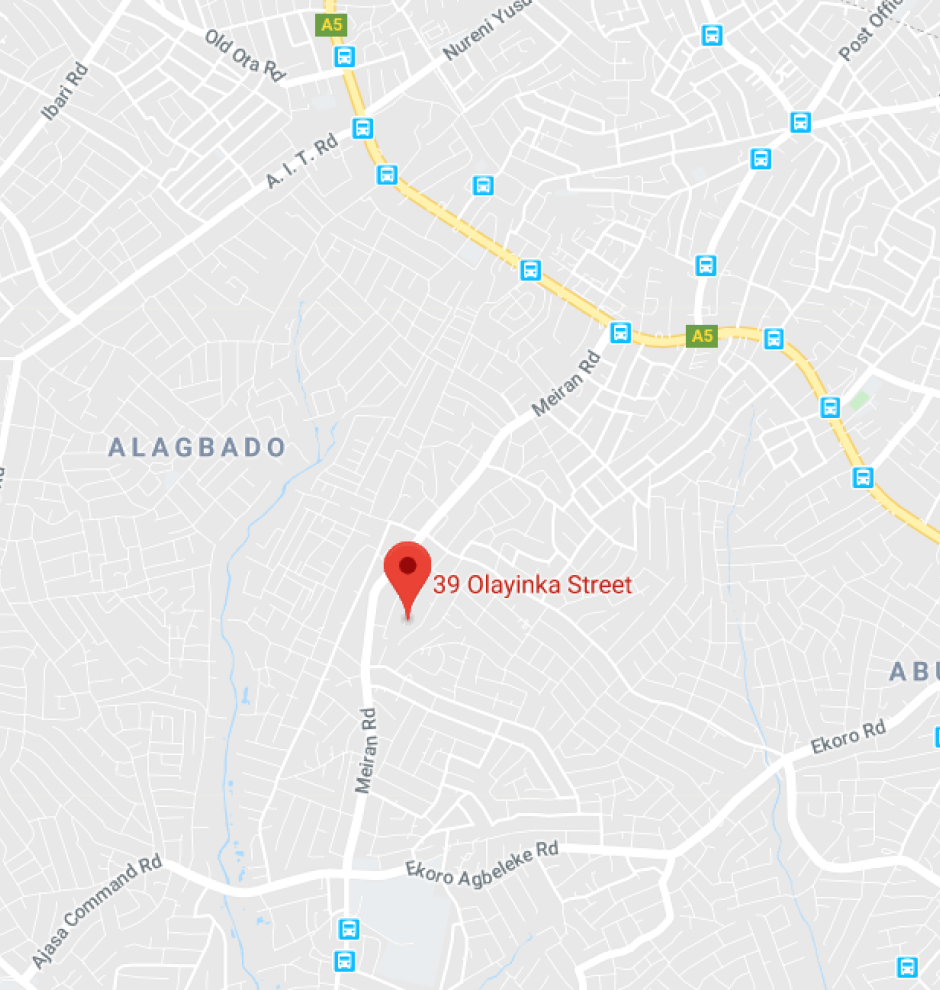 A5
Old Ota Rd
Nureni Yusu
Post Offic
Ibari Rd
A. I. T. Rd
A5
Meiran Rd
ALAGBADO
39 Olayinka Street
ABU
Meiran Rd
Ekoro Rd
Ekoro Agbeleke Rd
Ajasa Command Rd